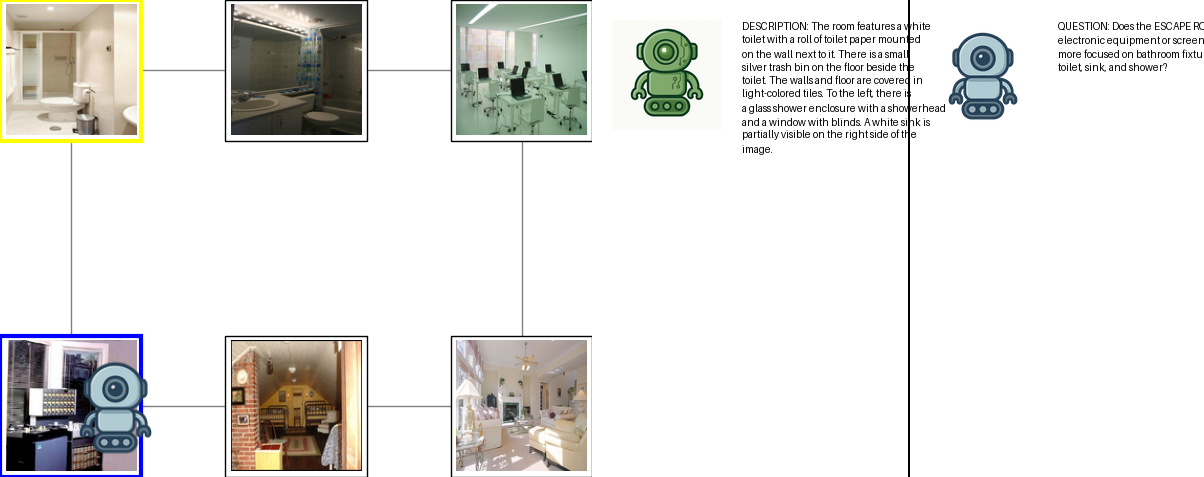 DESCRIPTION: The room features a white
toilet with a roll of toilet paper mounted
on the wall next to it. There is a small
silver trash bin on the floor beside the
toilet. The walls and floor are covered in
light-colored tiles. To the left, there is
a glass shower enclosure with a showerhead
and a window with blinds. A white sink is
partially visible on the right side of the
image.
QUESTION: Does the ESCAPE RO
electronic equipment or screen
more focused on bathroom fixtu
toilet, sink, and shower?